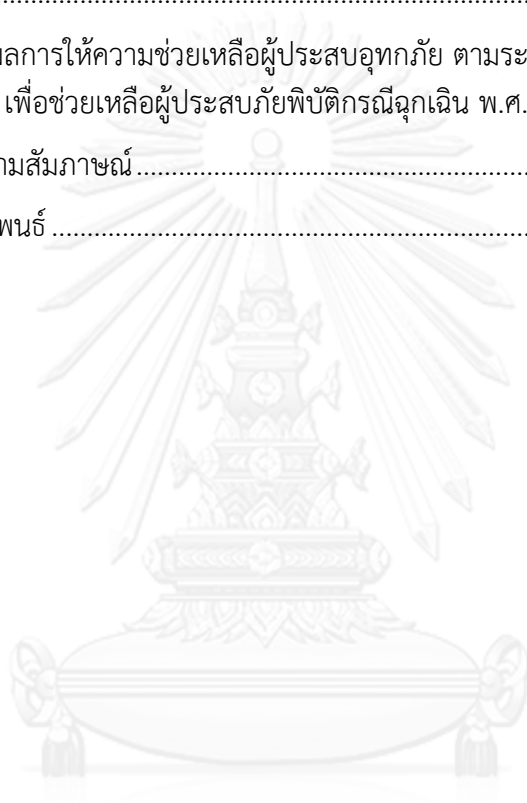 ................................................................................
ลการให้ความช่วยเหลือผู้ประสบอุทกภัย ตามระ
เพื่อช่วยเหลือผู้ประสบภัยพิบัติกรณีฉุกเฉิน พ.ศ.
ามสัมภาษณ์................................................................
พนธ์................................................................................